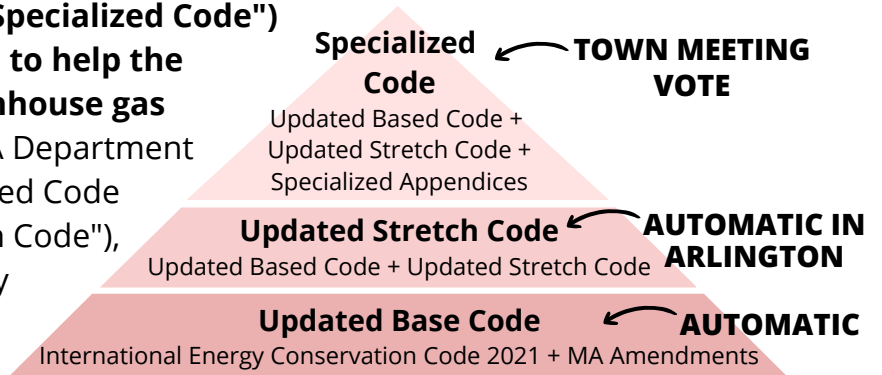 Specialized Code")
to help the
nhouse gas
Department
ed Code
Code"),
Specialized
Code
Updated Based Code +
Updated Stretch Code +
Specialized Appendices
TOWN MEETING
VOTE
Updated Stretch Code
Updated Based Code + Updated Stretch Code
AUTOMATIC IN
ARLINGTON
Updated Base Code
International Energy Conservation Code 2021 + MA Amendments
AUTOMATIC